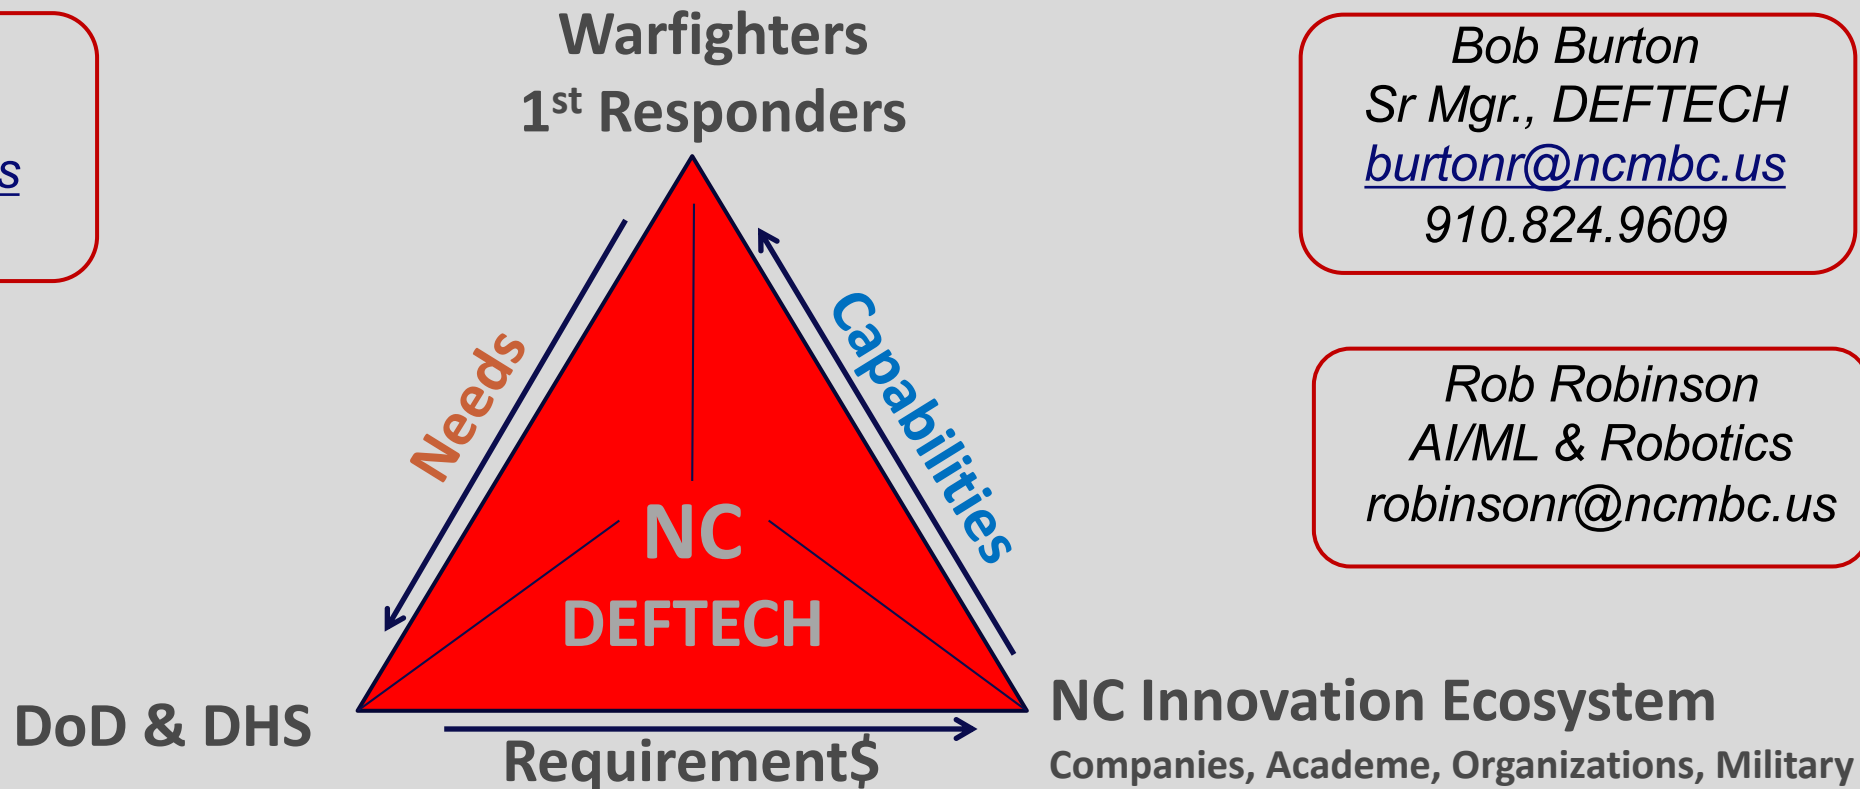 Warfighters
1st Responders
s
Bob Burton
Sr Mgr., DEFTECH
burtonr@ncmbc.us
910.824.9609
Needs
Capabilities
Rob Robinson
AI/ML & Robotics
robinsonr@ncmbc.us
NC
DEFTECH
DoD & DHS
Requirement$
NC Innovation Ecosystem
Companies, Academe, Organizations, Military